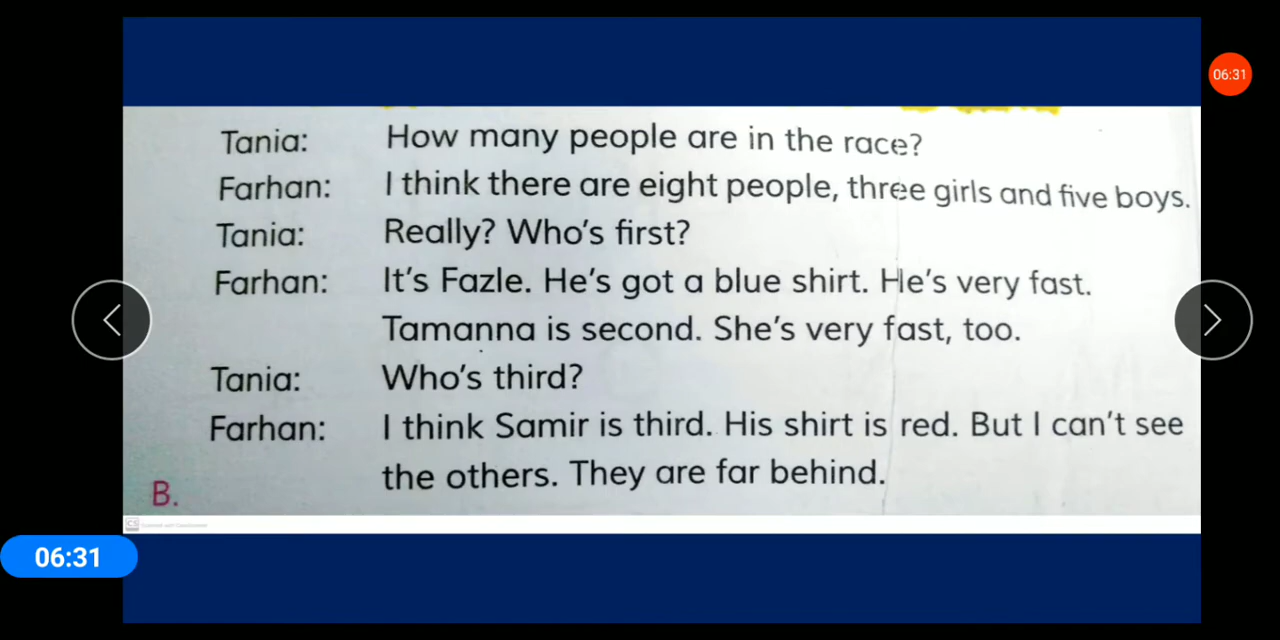 06:31
Tania: How many people are in the race?
Farhan: I think there are eight people, three girls and five boys.
Tania: Really? Who's first?
Farhan: It's Fazle. He's got a blue shirt. He's very fast.
Tamanna is second. She's very fast, too.
Tania: Who's third?
Farhan: I think Samir is third. His shirt is red. But I can't see
the others. They are far behind.
B.
CS
06:31